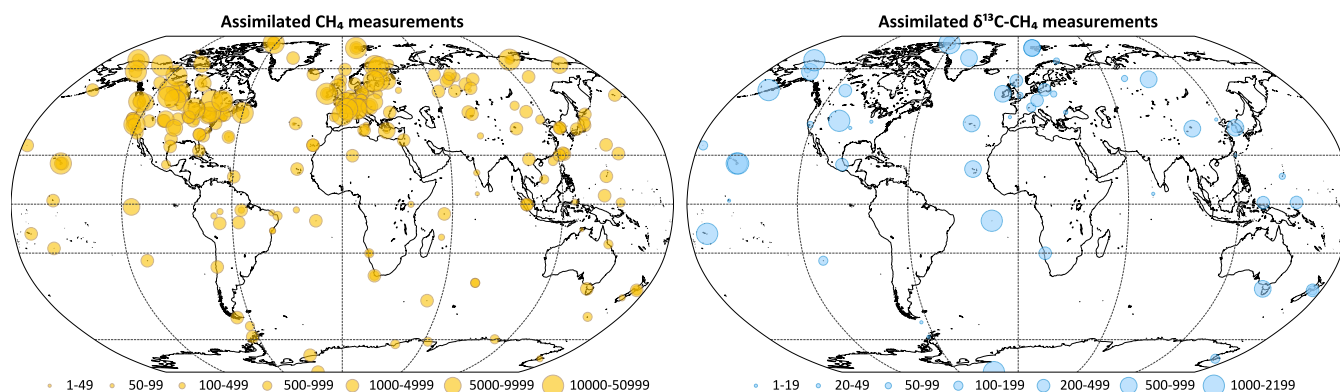 Assimilated CH₄ measurements
Assimilated δ¹³C-CH₄ measurements
1-49 50-99 100-499 500-999 1000-4999 5000-9999 10000-50999
1-19 20-49 50-99 100-199 200-499 500-999 1000-2199